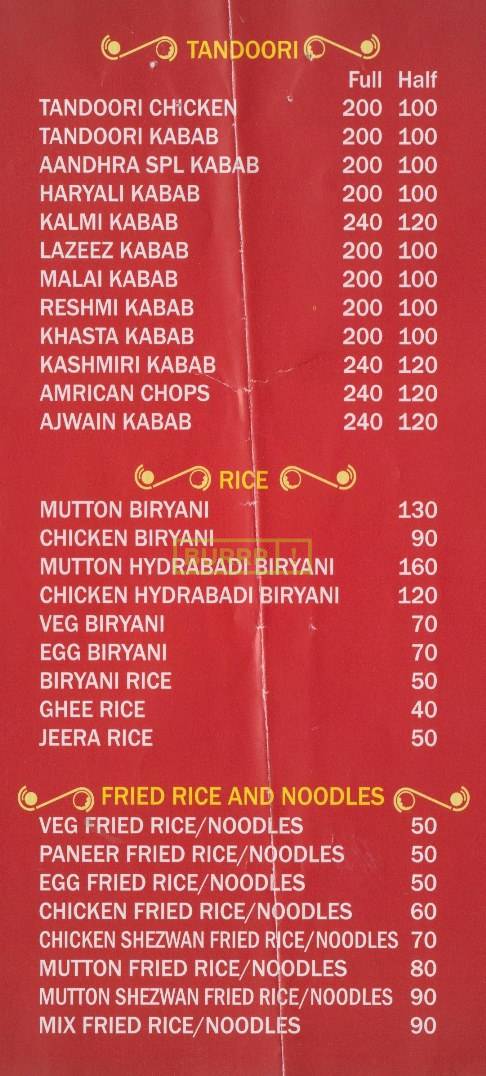 TANDOORI
Full Half
TANDOORI CHICKEN 200 100
TANDOORI KABAB 200 100
AANDHRA SPL KABAB 200 100
HARYALI KABAB 200 100
KALMI KABAB 240 120
LAZEEZ KABAB 200 100
MALAI KABAB 200 100
RESHMI KABAB 200 100
KHASTA KABAB 200 100
KASHMIRI KABAB 240 120
AMRICAN CHOPS 240 120
AJWAIN KABAB 240 120
RICE
MUTTON BIRYANI 130
CHICKEN BIRYANI 90
BURRP !
MUTTON HYDRABADI BIRYANI 160
CHICKEN HYDRABADI BIRYANI 120
VEG BIRYANI 70
EGG BIRYANI 70
BIRYANI RICE 50
GHEE RICE 40
JEERA RICE 50
FRIED RICE AND NOODLES
VEG FRIED RICE/NOODLES 50
PANEER FRIED RICE/NOODLES 50
EGG FRIED RICE/NOODLES 50
CHICKEN FRIED RICE/NOODLES 60
CHICKEN SHEZWAN FRIED RICE/NOODLES 70
MUTTON FRIED RICE/NOODLES 80
MUTTON SHEZWAN FRIED RICE/NOODLES 90
MIX FRIED RICE/NOODLES 90